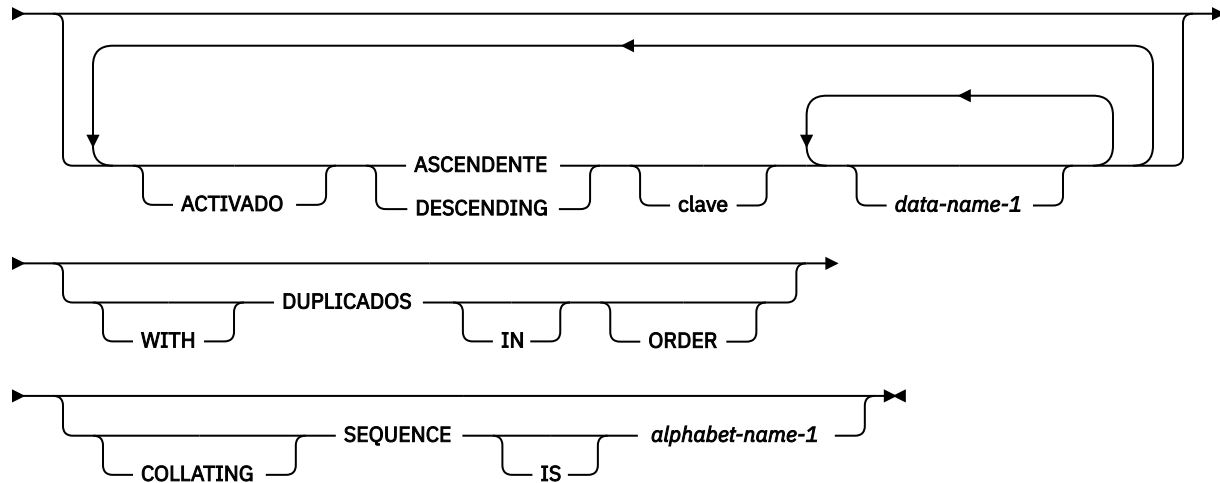 ASCENDENTE
ACTIVADO DESCENDING clave data-name-1
DUPLICADOS
WITH IN ORDER
SEQUENCE alphabet-name-1
COLLATING IS